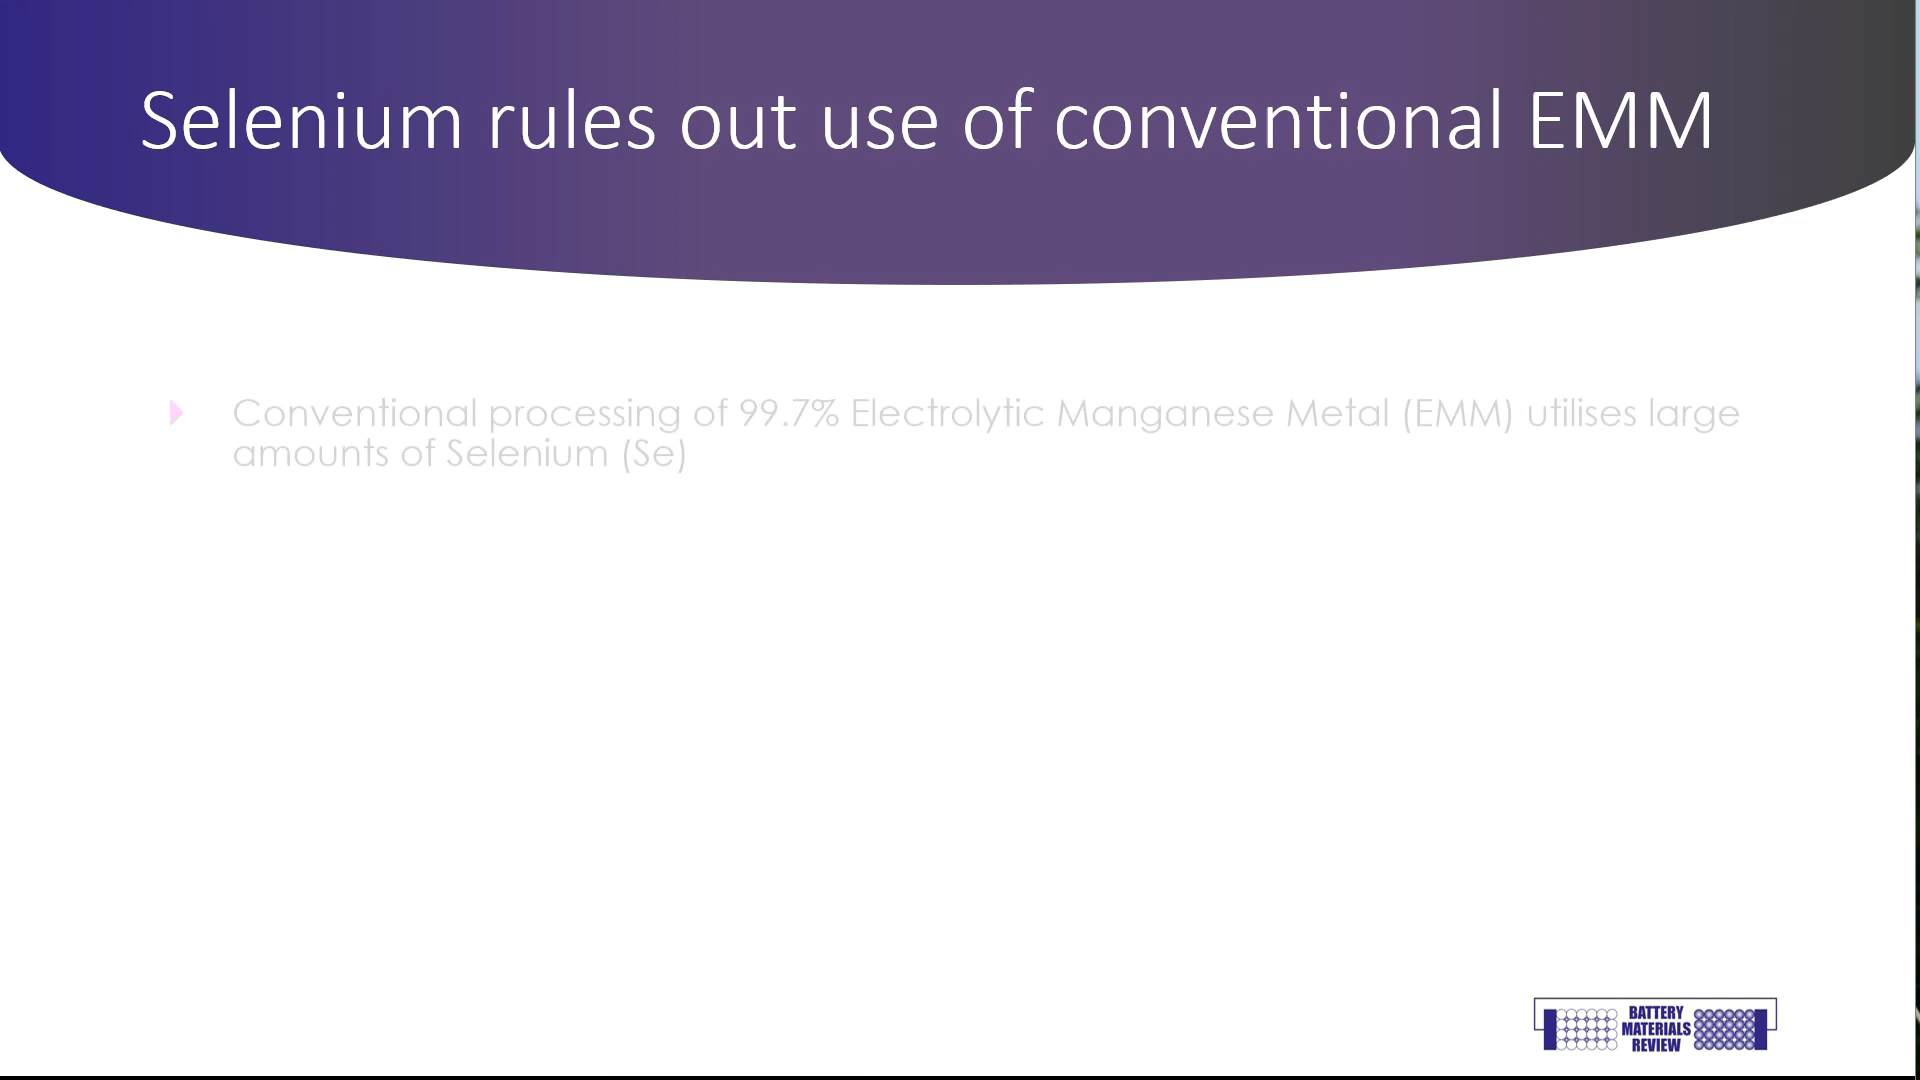 Selenium rules out use of conventional EMM
Conventional processing of 99.7% Electrolytic Manganese Metal (EMM) utilises large
amounts of Selenium (Se)
BATTERY
MATERIALS
REVIEW